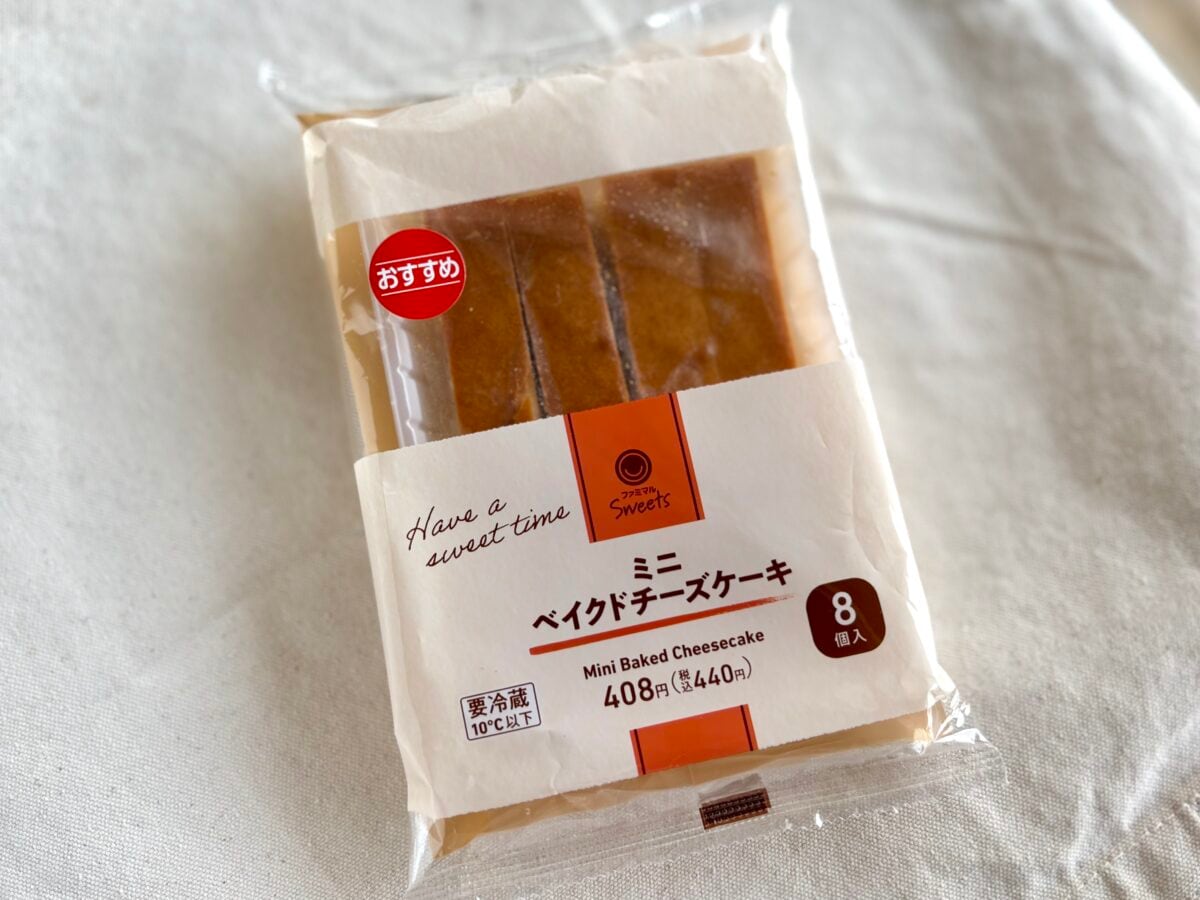 おすすめ
ファミマル
Sweets
Have a
sweet time
ミニ
ベイクドチーズケーキ
Mini Baked Cheesecake
408円(税込440円)
8
個入
要冷蔵
10℃以下